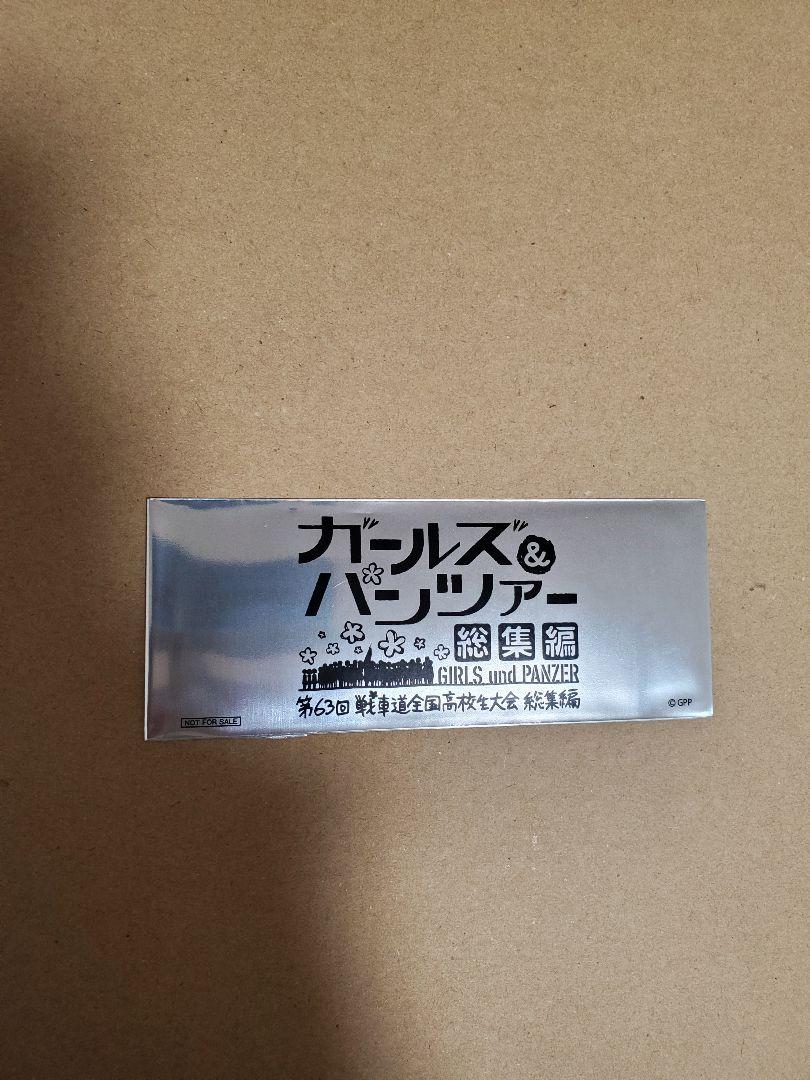 ガールズ&
パンツァー
総集編
GIRLS und PANZER
第63回 戦車道全国高校生大会 総集編
NOT FOR SALE
© GPP